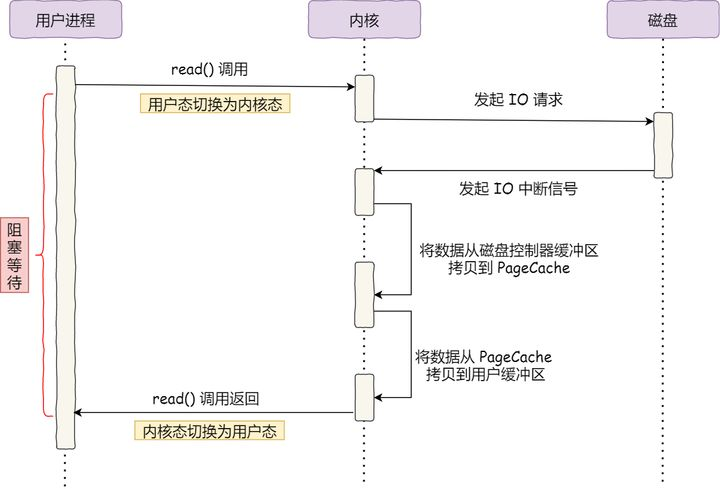 用户进程
内核
磁盘
read() 调用
用户态切换为内核态
发起 IO 请求
发起 IO 中断信号
阻
塞
等
待
将数据从磁盘控制器缓冲区
拷贝到 PageCache
将数据从 PageCache
拷贝到用户缓冲区
read() 调用返回
内核态切换为用户态